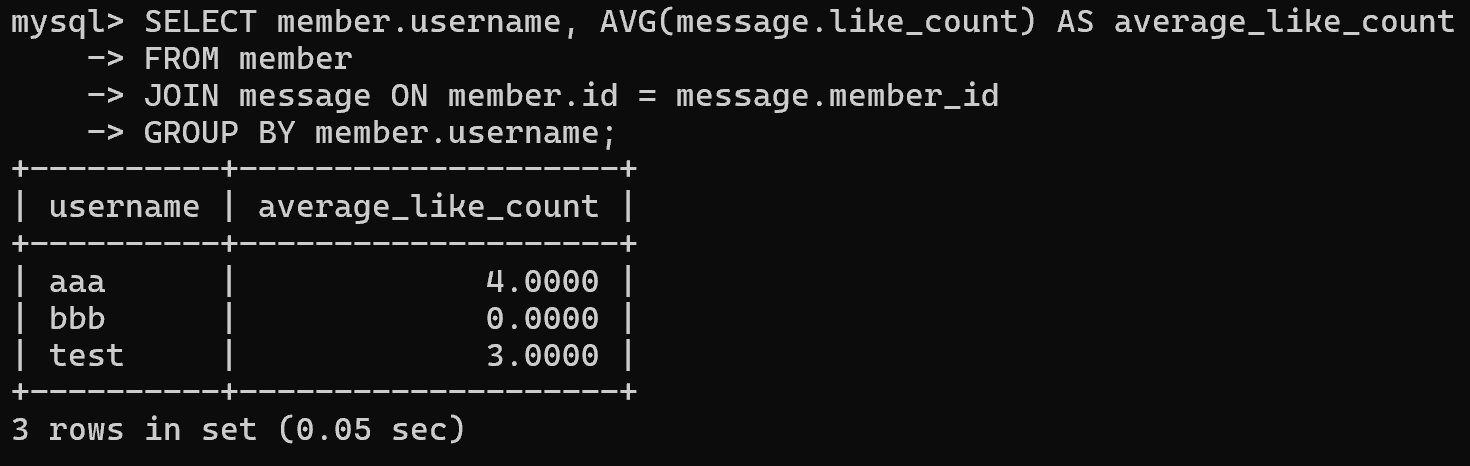 mysql> SELECT member.username, AVG(message.like_count) AS average_like_count
    -> FROM member
    -> JOIN message ON member.id = message.member_id
    -> GROUP BY member.username;
+----------+--------------------+
| username | average_like_count |
+----------+--------------------+
| aaa      |             4.0000 |
| bbb      |             0.0000 |
| test     |             3.0000 |
+----------+--------------------+
3 rows in set (0.05 sec)